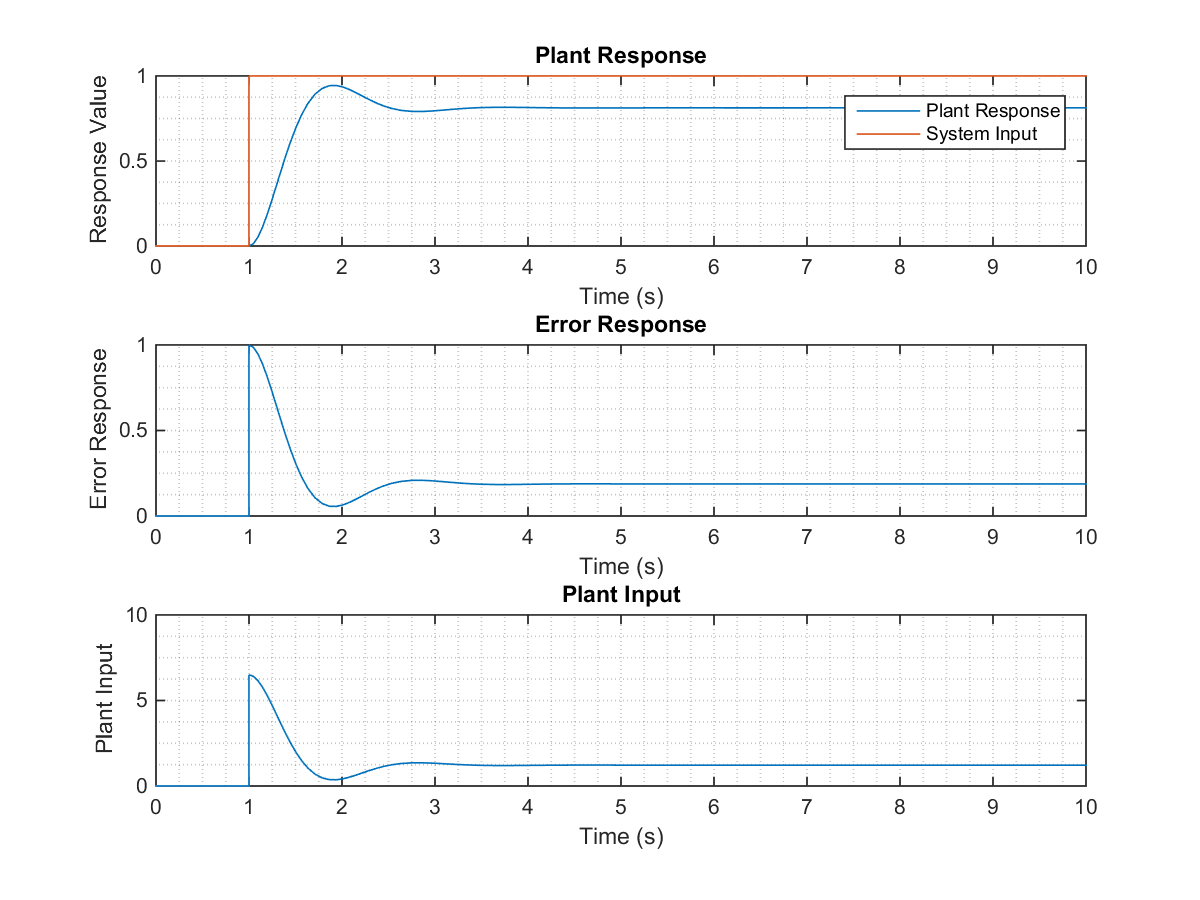 Plant Response
1
0.5
0
Response Value
Plant Response
System Input
0 1 2 3 4 5 6 7 8 9 10
Time (s)
Error Response
1
0.5
0
Error Response
0 1 2 3 4 5 6 7 8 9 10
Time (s)
Plant Input
10
5
0
Plant Input
0 1 2 3 4 5 6 7 8 9 10
Time (s)